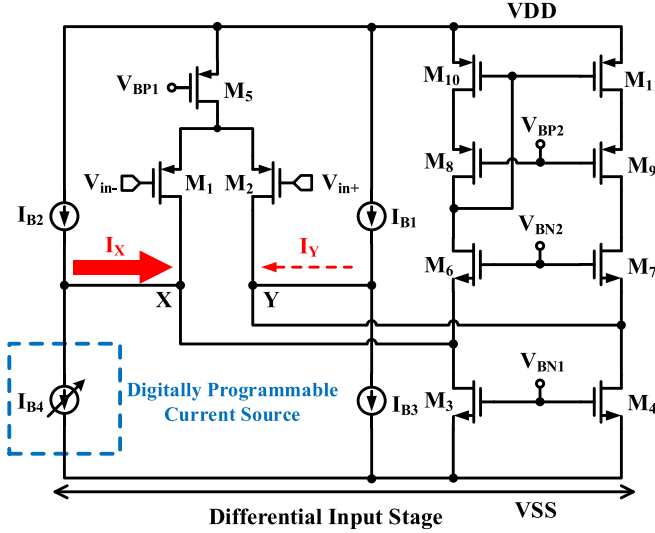 VDD
M10
M11
VBP1
M5
VBP2
M8
M9
Vin-
M1
M2
Vin+
IB2
IX
IY
IB1
VBN2
M6
M7
X
Y
IB4
Digitally Programmable
Current Source
IB3
VBN1
M3
M4
VSS
Differential Input Stage